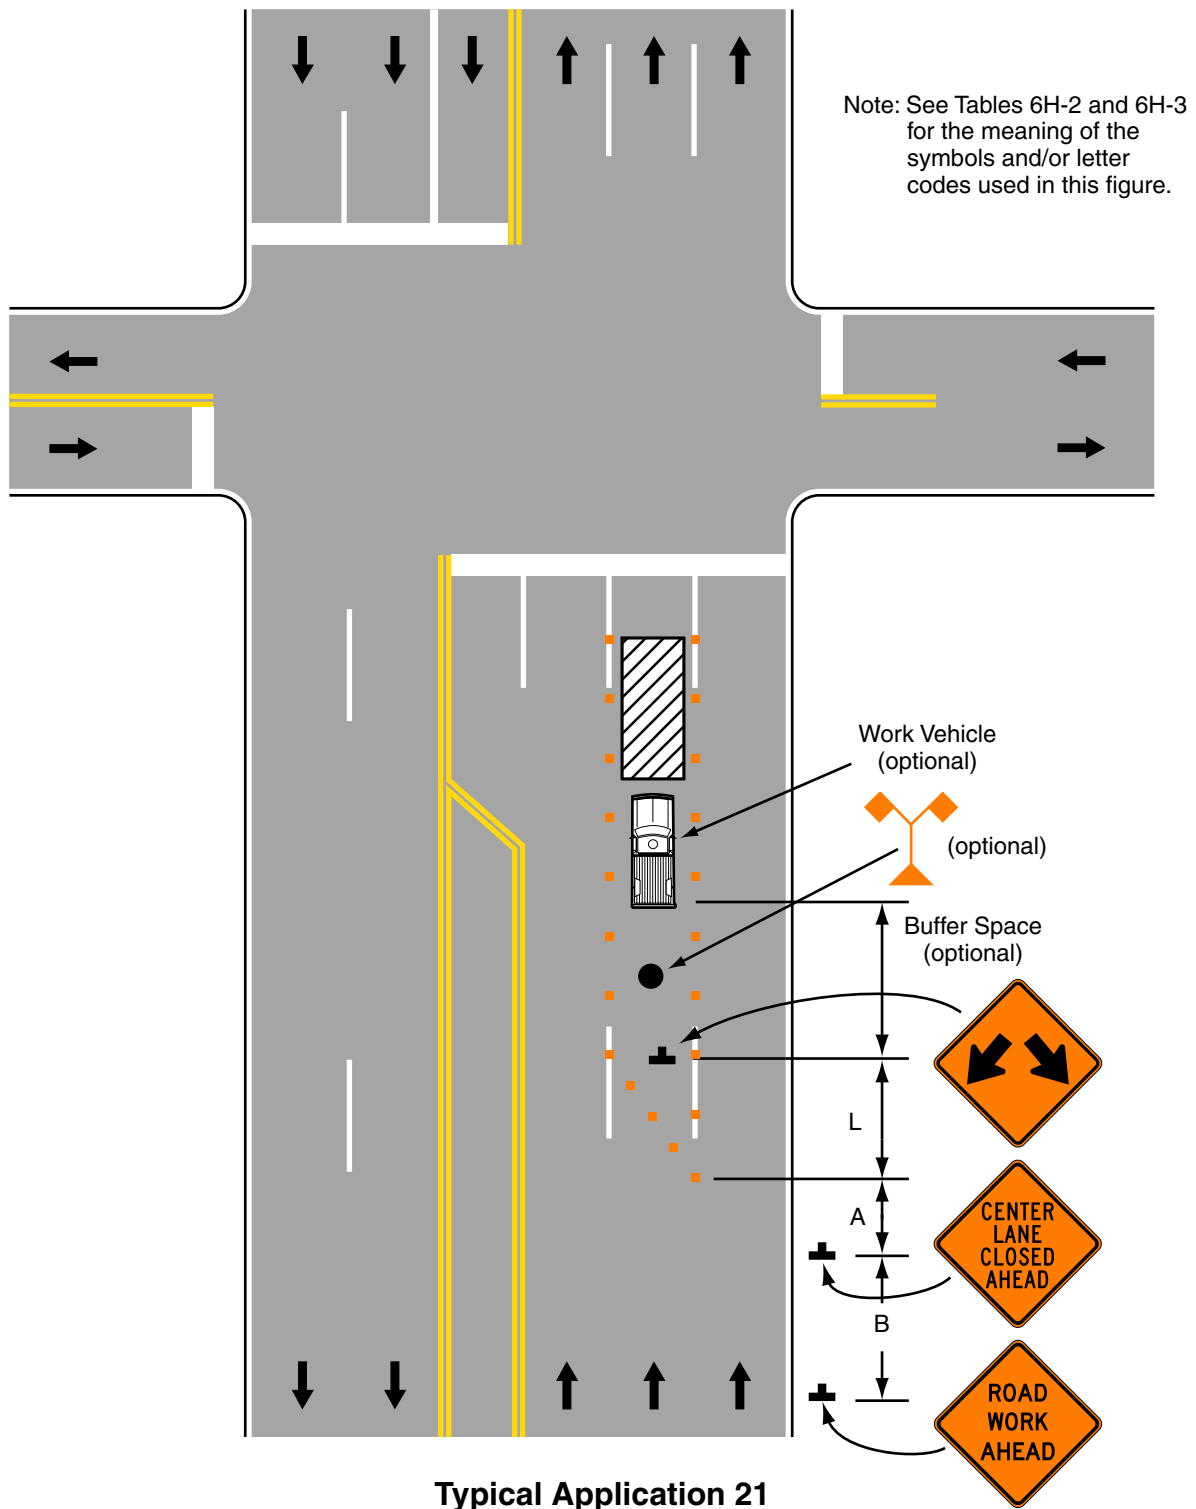 Note: See Tables 6H-2 and 6H-3
for the meaning of the
symbols and/or letter
codes used in this figure.
Work Vehicle
(optional)
(optional)
Buffer Space
(optional)
L
A
CENTER
LANE
CLOSED
AHEAD
B
ROAD
WORK
AHEAD
Typical Application 21